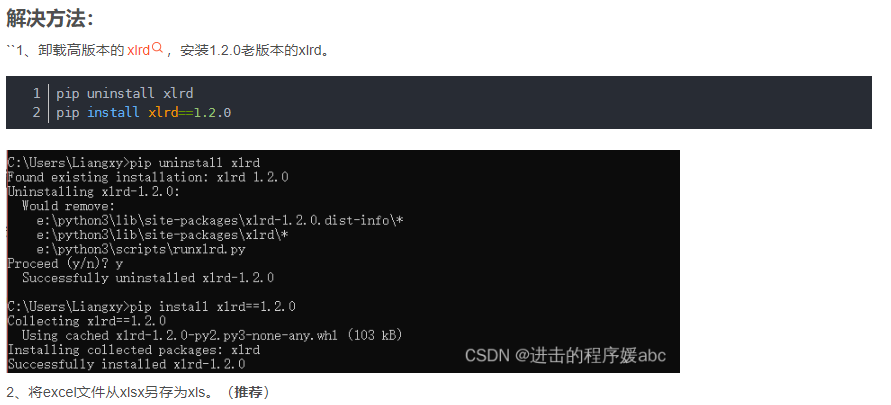 解决方法：
``1、卸载高版本的 xlrd ，安装1.2.0老版本的xlrd。
1 pip uninstall xlrd
2 pip install xlrd==1.2.0
C:\Users\Liangxy>pip uninstall xlrd
Found existing installation: xlrd 1.2.0
Uninstalling xlrd-1.2.0:
Would remove:
e:\python3\lib\site-packages\xlrd-1.2.0.dist-info\*
e:\python3\lib\site-packages\xlrd\*
e:\python3\scripts\runxlrd.py
Proceed (y/n)? y
Successfully uninstalled xlrd-1.2.0
C:\Users\Liangxy>pip install xlrd==1.2.0
Collecting xlrd==1.2.0
Using cached xlrd-1.2.0-py2.py3-none-any.whl (103 kB)
Installing collected packages: xlrd
Successfully installed xlrd-1.2.0
CSDN @进击的程序媛abc
2、将excel文件从xlsx另存为xls。（推荐）